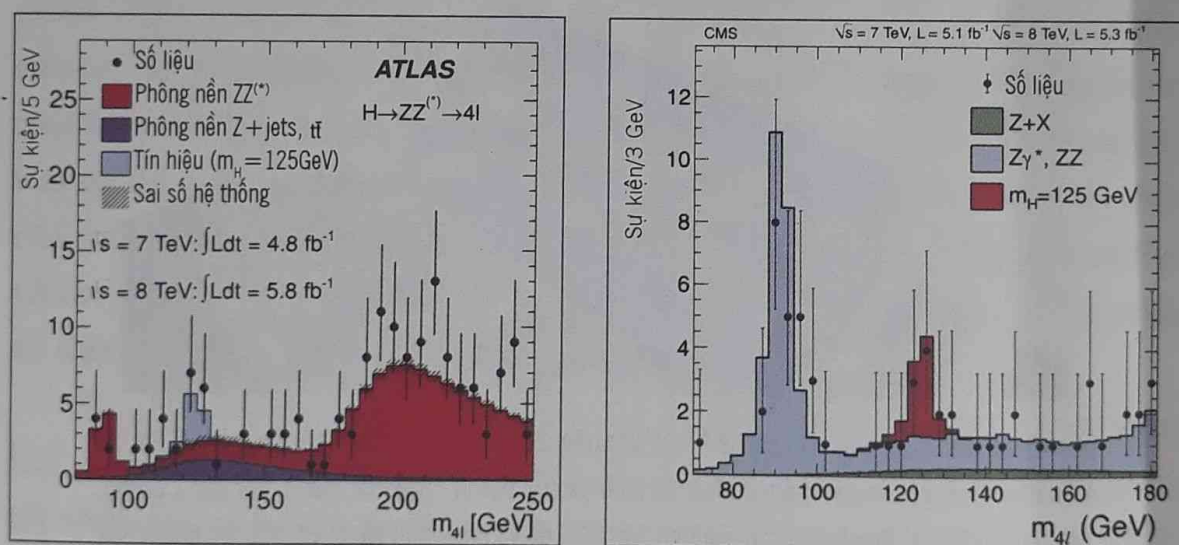 ATLAS
H→ZZ(*)→4l
Số liệu
Phông nền ZZ(*)
Phông nền Z+jets, tt̄
Tín hiệu (mH=125GeV)
Sai số hệ thống
√s = 7 TeV: ∫Ldt = 4.8 fb-1
√s = 8 TeV: ∫Ldt = 5.8 fb-1
Sự kiện/5 GeV
25
20
15
10
5
0
100 150 200 250
m4l [GeV]
CMS √s = 7 TeV, L = 5.1 fb-1 √s = 8 TeV, L = 5.3 fb-1
Số liệu
Z+X
Zγ*, ZZ
mH=125 GeV
Sự kiện/3 GeV
12
10
8
6
4
2
0
80 100 120 140 160 180
m4l (GeV)